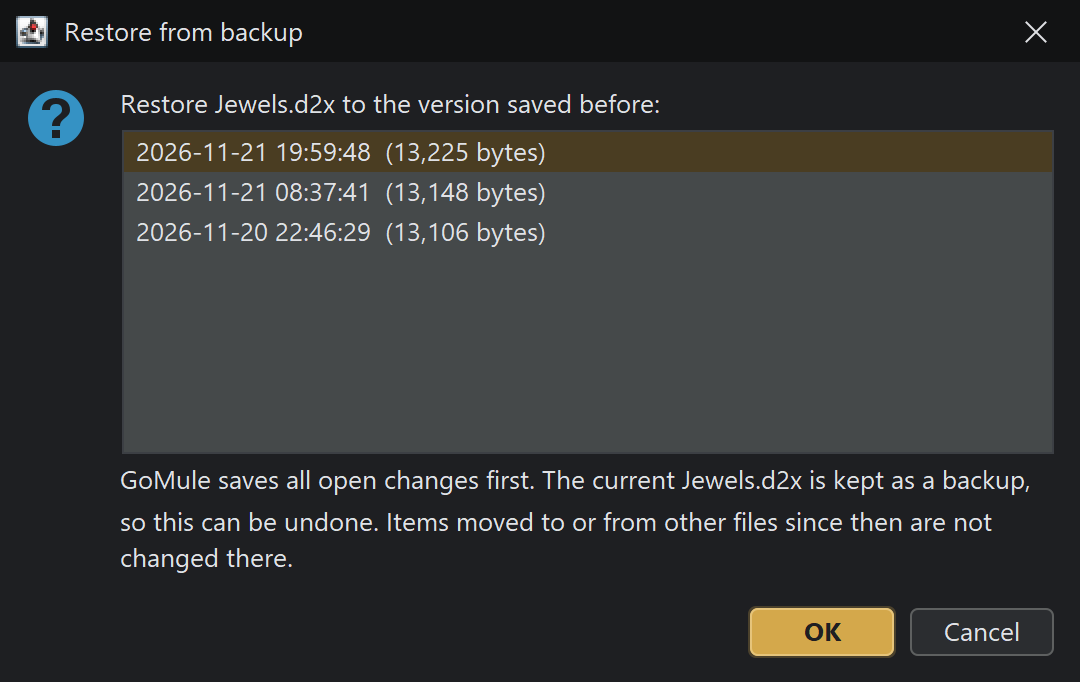 Restore from backup
Restore Jewels.d2x to the version saved before:
2026-11-21 19:59:48 (13,225 bytes)
2026-11-21 08:37:41 (13,148 bytes)
2026-11-20 22:46:29 (13,106 bytes)
GoMule saves all open changes first. The current Jewels.d2x is kept as a backup,
so this can be undone. Items moved to or from other files since then are not
changed there.
OK
Cancel